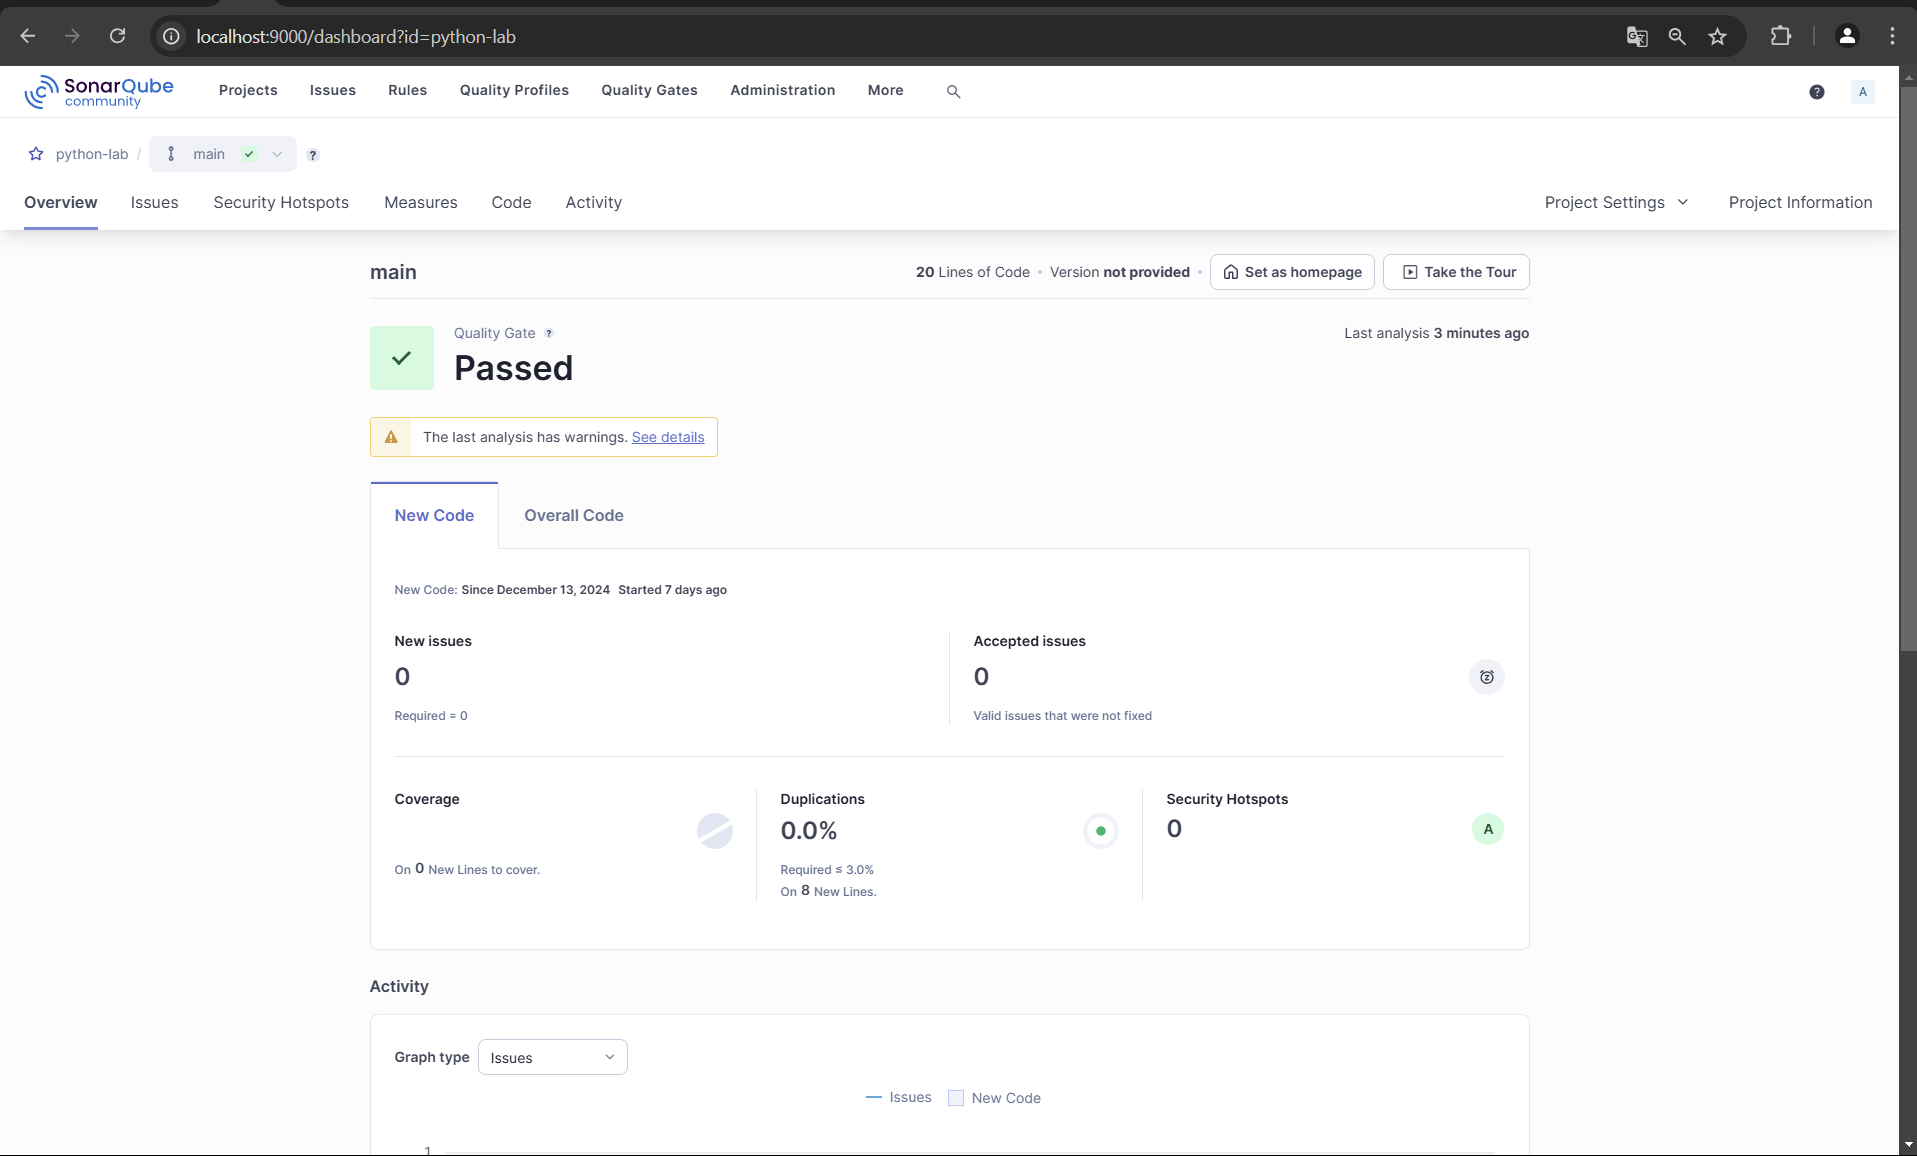 localhost:9000/dashboard?id=python-lab
SonarQube community
Projects Issues Rules Quality Profiles Quality Gates Administration More
? A
python-lab / main ?
Overview Issues Security Hotspots Measures Code Activity Project Settings Project Information
main 20 Lines of Code • Version not provided • Set as homepage Take the Tour
Quality Gate ? Last analysis 3 minutes ago
Passed
The last analysis has warnings. See details
New Code Overall Code
New Code: Since December 13, 2024 Started 7 days ago
New issues
0
Required = 0
Accepted issues
0
Valid issues that were not fixed
Coverage
On 0 New Lines to cover.
Duplications
0.0%
Required ≤ 3.0%
On 8 New Lines.
Security Hotspots
0 A
Activity
Graph type Issues
Issues New Code
1